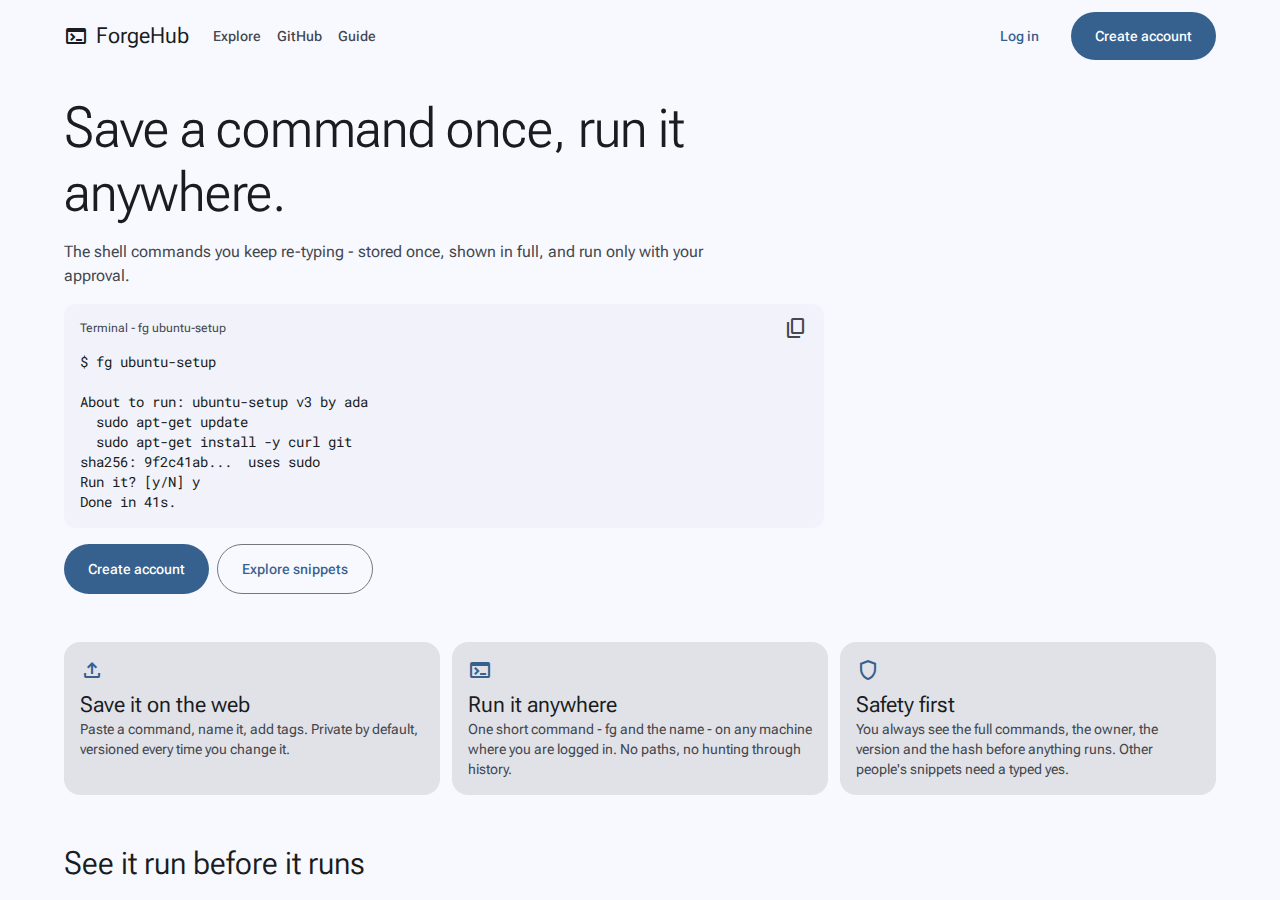 ForgeHub Explore GitHub Guide Log in Create account
Save a command once, run it
anywhere.
The shell commands you keep re-typing - stored once, shown in full, and run only with your
approval.
Terminal - fg ubuntu-setup
$ fg ubuntu-setup
About to run: ubuntu-setup v3 by ada
sudo apt-get update
sudo apt-get install -y curl git
sha256: 9f2c41ab...  uses sudo
Run it? [y/N] y
Done in 41s.
Create account Explore snippets
Save it on the web
Paste a command, name it, add tags. Private by default,
versioned every time you change it.
Run it anywhere
One short command - fg and the name - on any machine
where you are logged in. No paths, no hunting through
history.
Safety first
You always see the full commands, the owner, the
version and the hash before anything runs. Other
people's snippets need a typed yes.
See it run before it runs